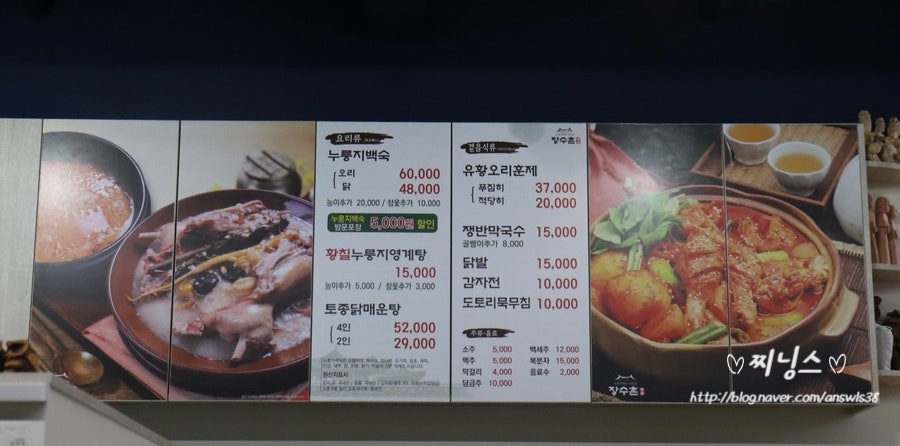 요리류
누룽지백숙
오리 60,000
닭 48,000
능이추가 20,000 / 참옻추가 10,000
누룽지백숙
방문포장 5,000원 할인
황칠누룽지영계탕
15,000
능이추가 5,000 / 참옻추가 3,000
토종닭매운탕
4인 52,000
2인 29,000
원산지표시
곁음식류
장수촌
유황오리훈제
푸짐히 37,000
적당히 20,000
쟁반막국수 15,000
골뱅이추가 8,000
닭발 15,000
감자전 10,000
도토리묵무침 10,000
주류·음료
소주 5,000 백세주 12,000
맥주 5,000 복분자 15,000
막걸리 4,000 음료수 2,000
담금주 10,000
장수촌
♡ 찌닝스 ♡
http://blog.naver.com/answls38